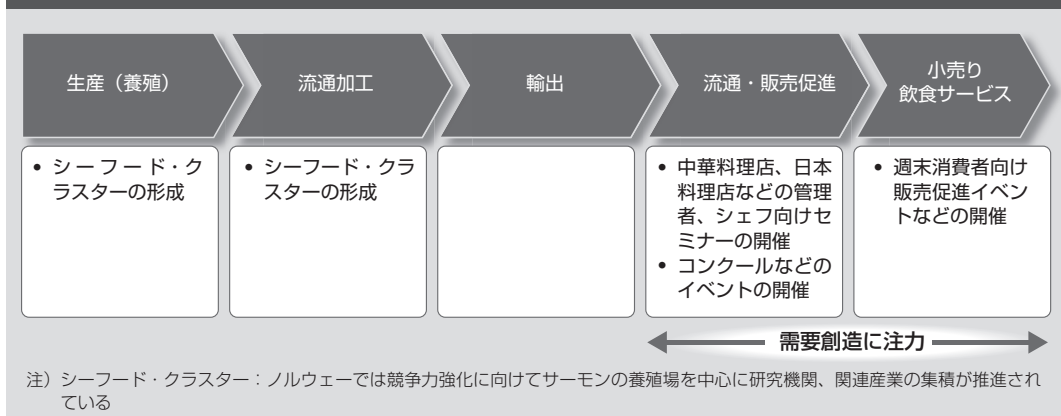 生産（養殖）
流通加工
輸出
流通・販売促進
小売り
飲食サービス
• シーフード・ク
ラスターの形成
• シーフード・クラ
スターの形成
• 中華料理店、日本
料理店などの管理
者、シェフ向けセ
ミナーの開催
• コンクールなどの
イベントの開催
• 週末消費者向け
販売促進イベン
トなどの開催
需要創造に注力
注）シーフード・クラスター：ノルウェーでは競争力強化に向けてサーモンの養殖場を中心に研究機関、関連産業の集積が推進され
ている